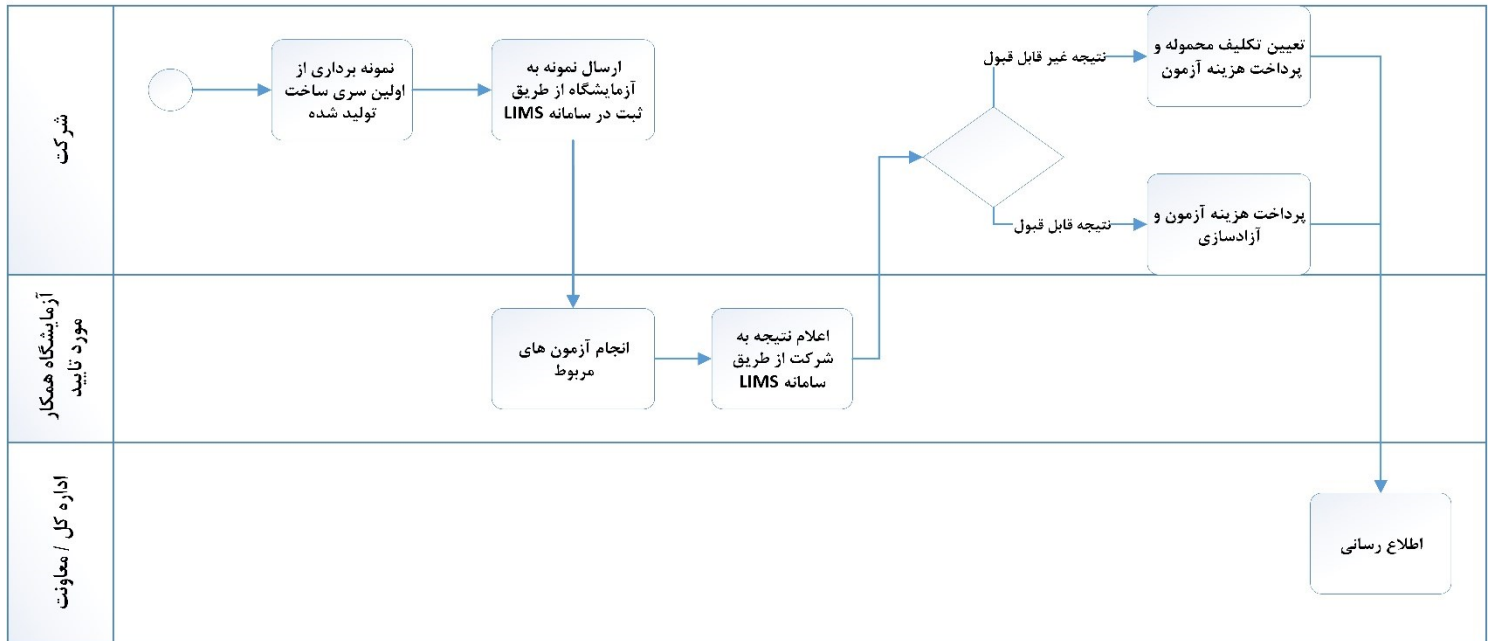 شرکت
نمونه برداری از
اولین سری ساخت
تولید شده
ارسال نمونه به
آزمایشگاه از طریق
ثبت در سامانه LIMS
نتیجه غیر قابل قبول
تعیین تکلیف محموله و
پرداخت هزینه آزمون
نتیجه قابل قبول
پرداخت هزینه آزمون و
آزادسازی
آزمایشگاه همکار
مورد تایید
انجام آزمون های
مربوط
اعلام نتیجه به
شرکت از طریق
سامانه LIMS
اداره کل / معاونت
اطلاع رسانی